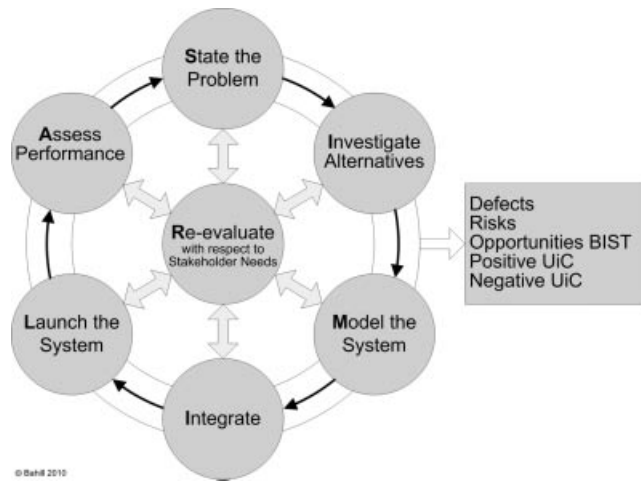 State the
Problem
Investigate
Alternatives
Model the
System
Integrate
Launch the
System
Assess
Performance
Re-evaluate
with respect to
Stakeholder Needs
Defects
Risks
Opportunities BIST
Positive UiC
Negative UiC
© Bahill 2010